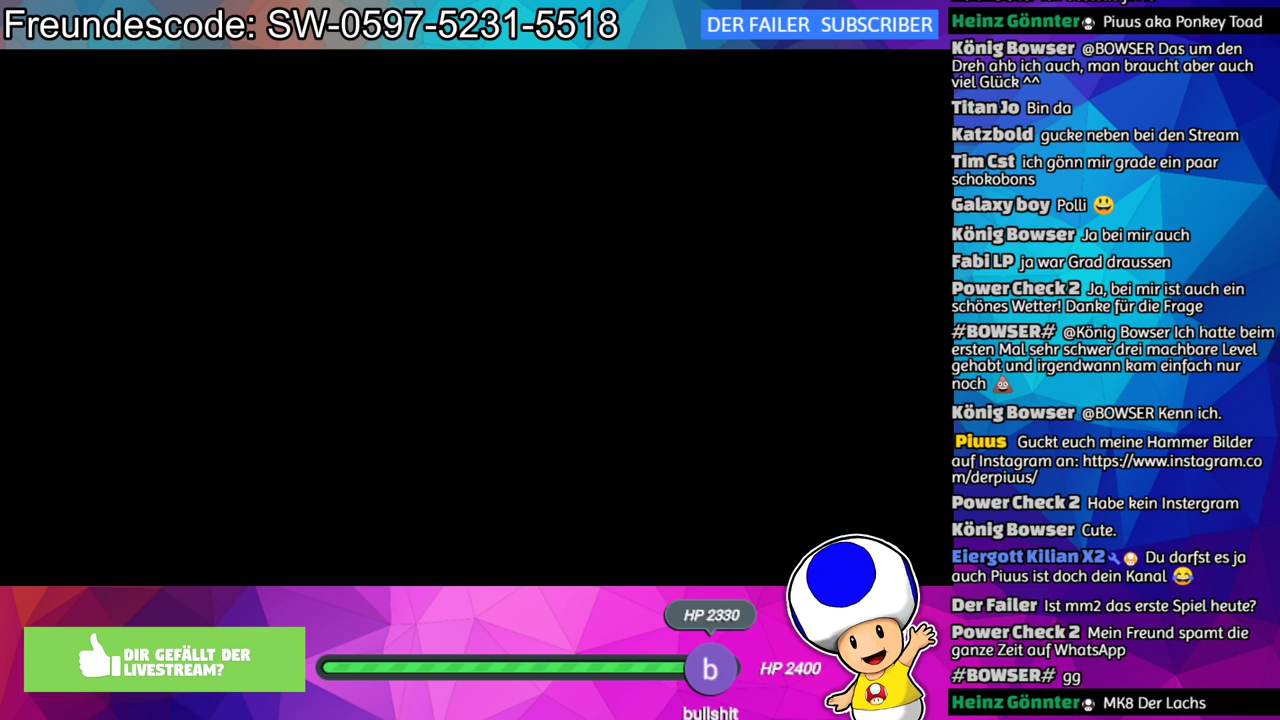 Freundescode: SW-0597-5231-5518
DER FAILER SUBSCRIBER
Heinz Gönnter Piuus aka Ponkey Toad
König Bowser @BOWSER Das um den
Dreh ahb ich auch, man braucht aber auch
viel Glück ^^
Titan Jo Bin da
Katzbold gucke neben bei den Stream
Tim Cst ich gönn mir grade ein paar
schokobons
Galaxy boy Polli 😃
König Bowser Ja bei mir auch
Fabi LP ja war Grad draussen
Power Check 2 Ja, bei mir ist auch ein
schönes Wetter! Danke für die Frage
#BOWSER# @König Bowser Ich hatte beim
ersten Mal sehr schwer drei machbare Level
gehabt und irgendwann kam einfach nur
noch 💩
König Bowser @BOWSER Kenn ich.
Piuus Guckt euch meine Hammer Bilder
auf Instagram an: https://www.instagram.co
m/derpiuus/
Power Check 2 Habe kein Instergram
König Bowser Cute.
Eiergott Kilian X2 Du darfst es ja
auch Piuus ist doch dein Kanal 😂
Der Failer Ist mm2 das erste Spiel heute?
Power Check 2 Mein Freund spamt die
ganze Zeit auf WhatsApp
#BOWSER# gg
Heinz Gönnter MK8 Der Lachs
DIR GEFÄLLT DER
LIVESTREAM?
HP 2330
b
HP 2400
bullshit